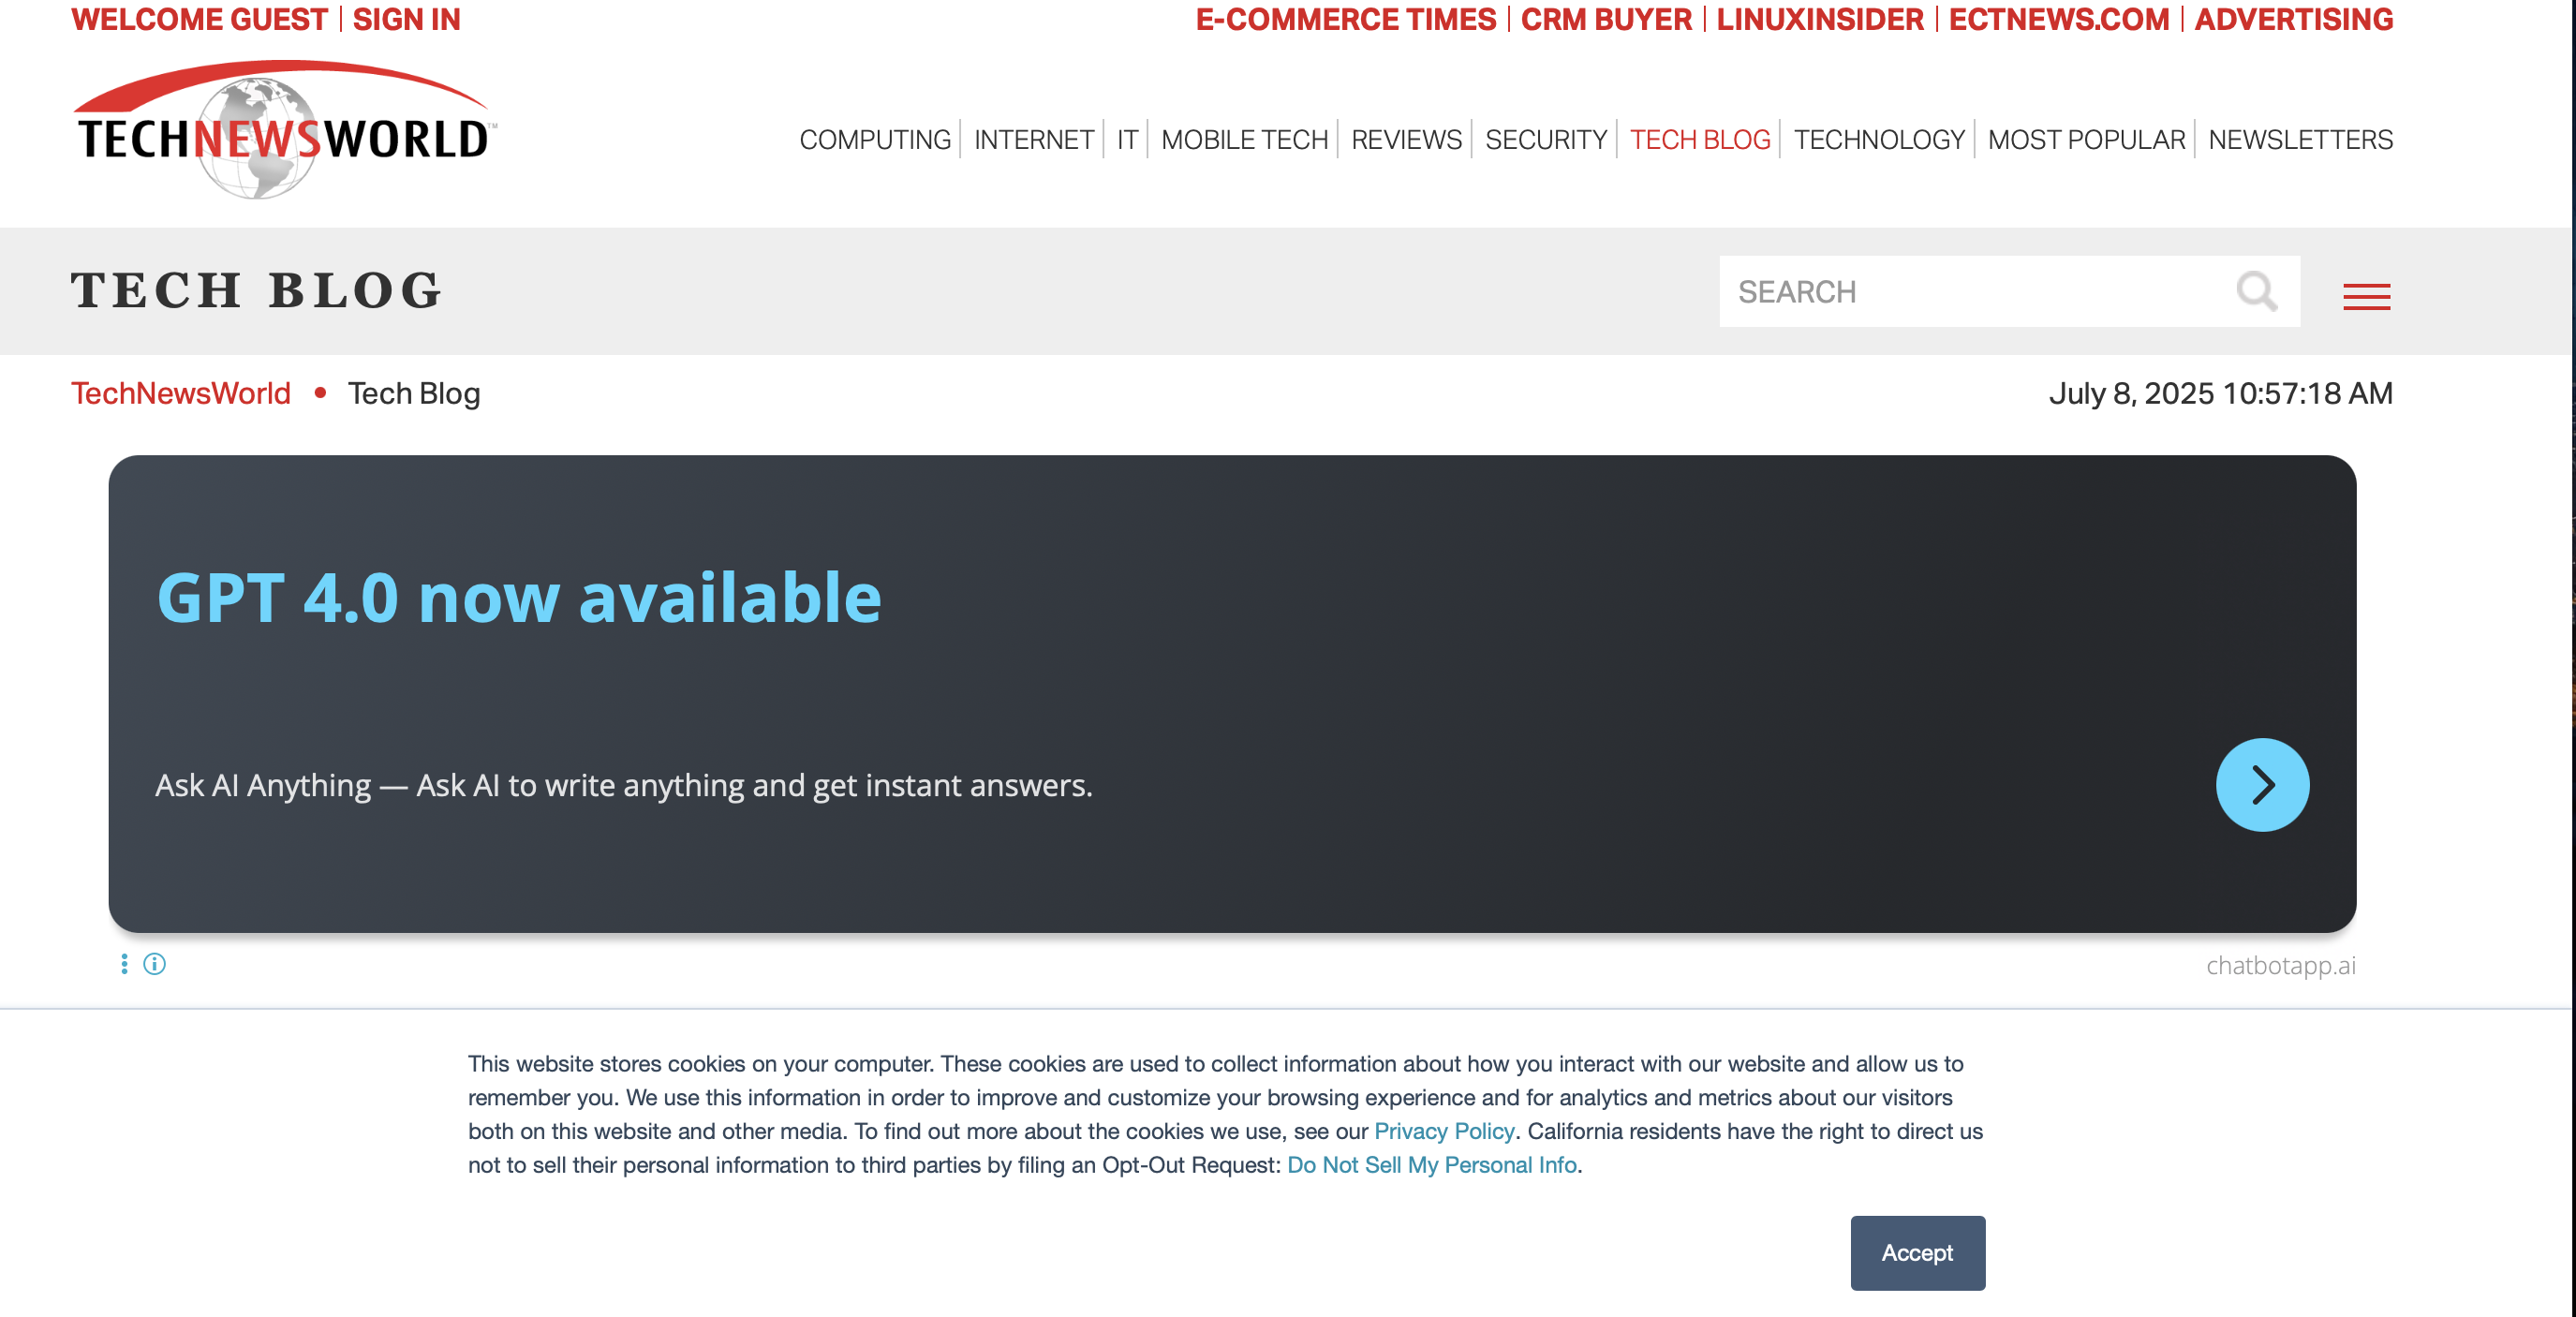 WELCOME GUEST | SIGN IN
E-COMMERCE TIMES | CRM BUYER | LINUXINSIDER | ECTNEWS.COM | ADVERTISING
TECHNEWSWORLD™
COMPUTING | INTERNET | IT | MOBILE TECH | REVIEWS | SECURITY | TECH BLOG | TECHNOLOGY | MOST POPULAR | NEWSLETTERS
TECH BLOG
SEARCH
TechNewsWorld • Tech Blog
July 8, 2025 10:57:18 AM
GPT 4.0 now available
Ask AI Anything — Ask AI to write anything and get instant answers.
chatbotapp.ai
This website stores cookies on your computer. These cookies are used to collect information about how you interact with our website and allow us to
remember you. We use this information in order to improve and customize your browsing experience and for analytics and metrics about our visitors
both on this website and other media. To find out more about the cookies we use, see our Privacy Policy. California residents have the right to direct us
not to sell their personal information to third parties by filing an Opt-Out Request: Do Not Sell My Personal Info.
Accept